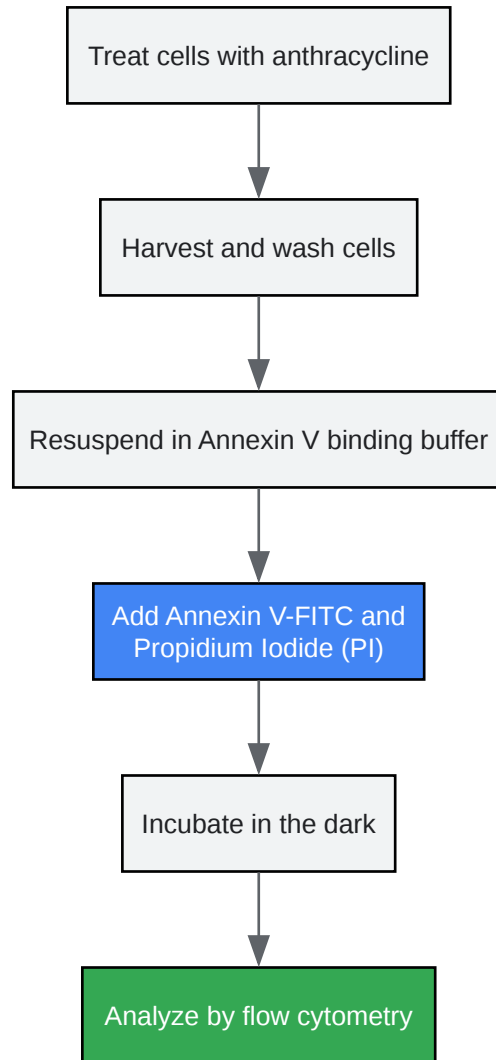 Treat cells with anthracycline
Harvest and wash cells
Resuspend in Annexin V binding buffer
Add Annexin V-FITC and
Propidium Iodide (PI)
Incubate in the dark
Analyze by flow cytometry